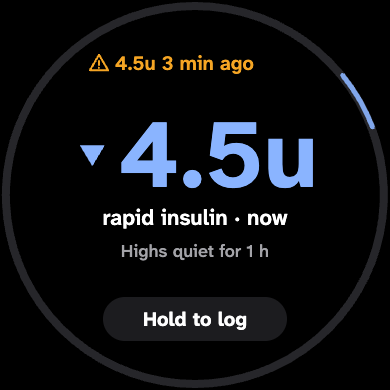 4.5u 3 min ago
4.5u
rapid insulin · now
Highs quiet for 1 h
Hold to log